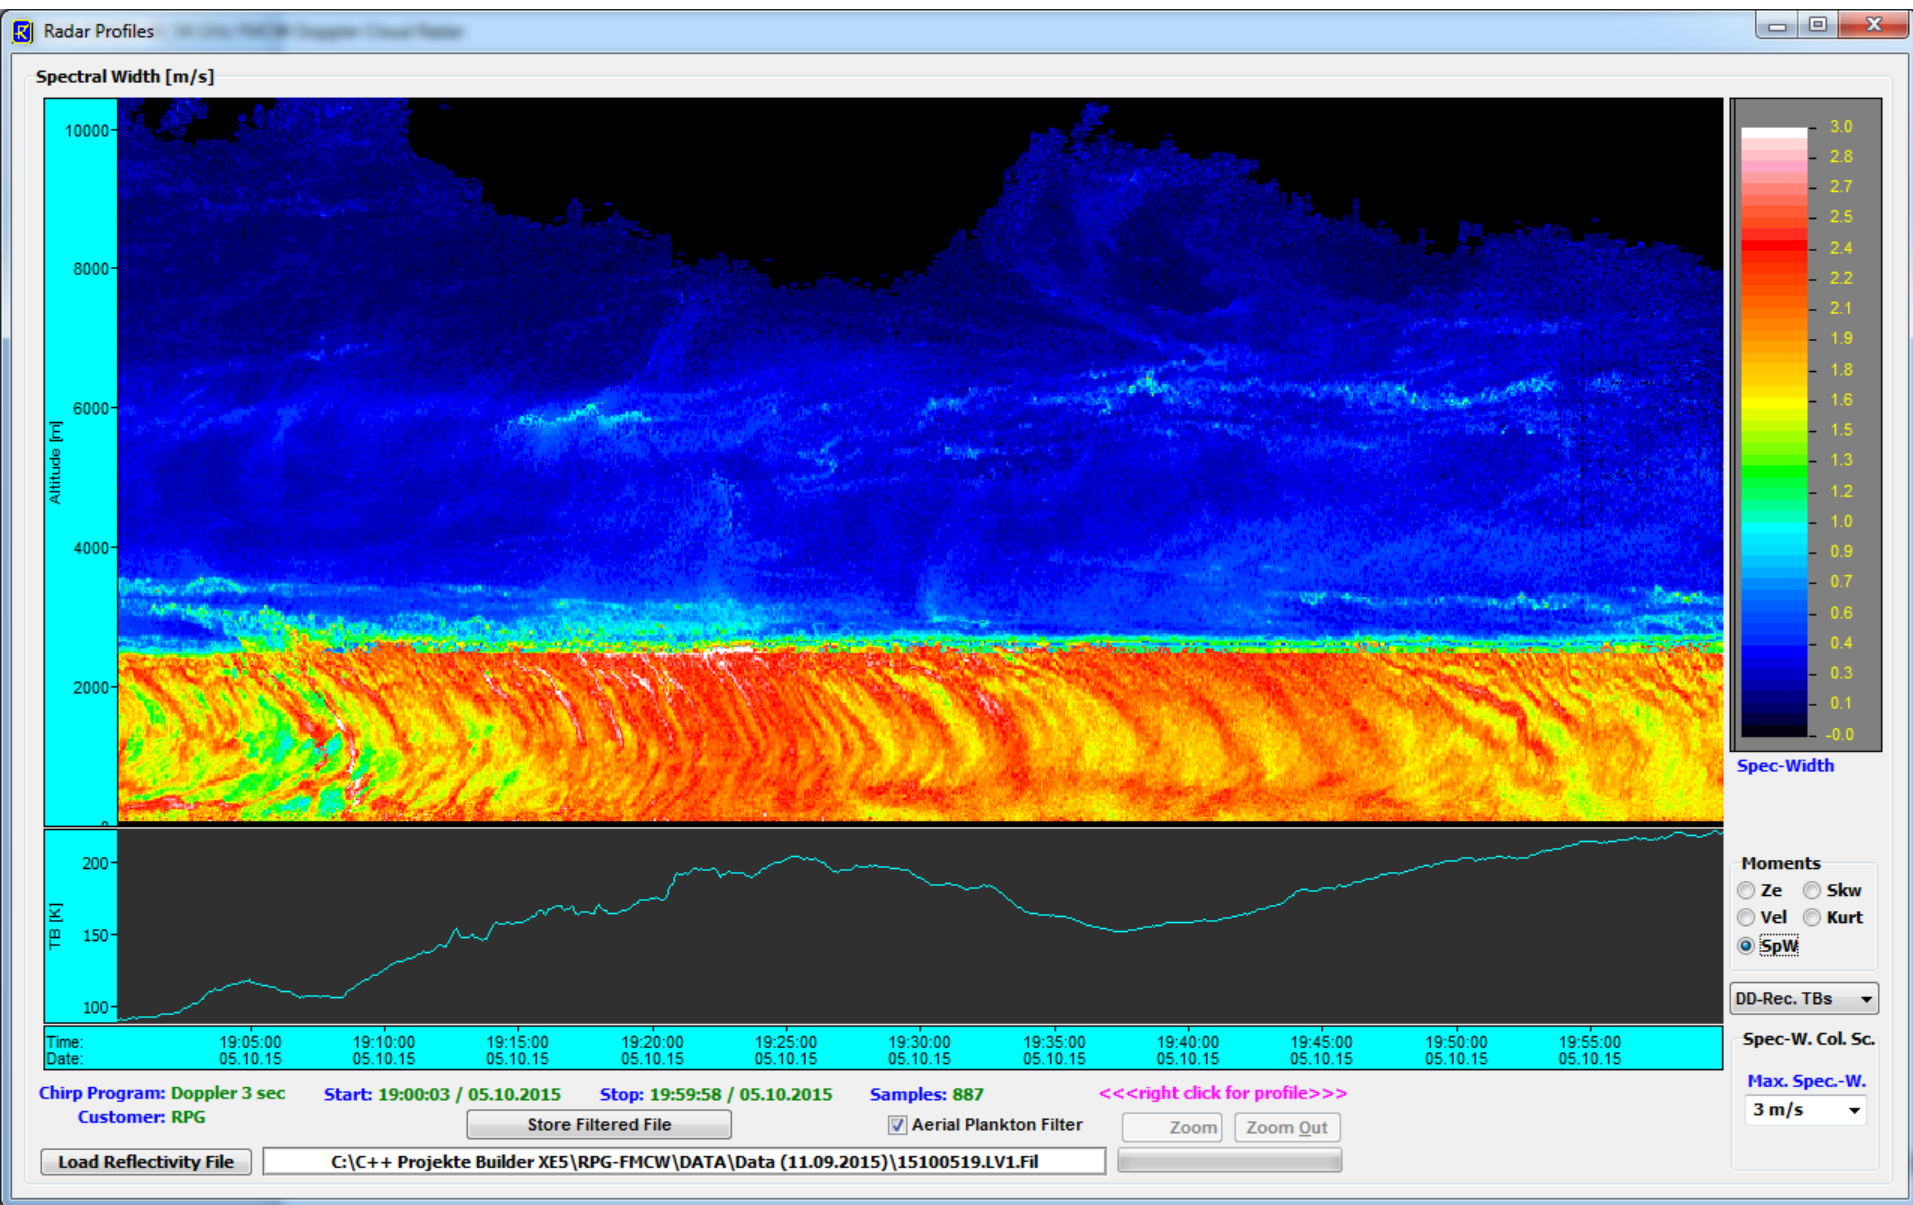 Radar Profiles
Spectral Width [m/s]
10000
8000
6000
4000
2000
0
Altitude [m]
3.0
2.8
2.7
2.5
2.4
2.2
2.1
1.9
1.8
1.6
1.5
1.3
1.2
1.0
0.9
0.7
0.6
0.4
0.3
0.1
-0.0
Spec-Width
200
150
100
TB [K]
Moments
Ze Skw
Vel Kurt
SpW
DD-Rec. TBs
Time: 19:05:00 19:10:00 19:15:00 19:20:00 19:25:00 19:30:00 19:35:00 19:40:00 19:45:00 19:50:00 19:55:00
Date: 05.10.15 05.10.15 05.10.15 05.10.15 05.10.15 05.10.15 05.10.15 05.10.15 05.10.15 05.10.15 05.10.15
Spec-W. Col. Sc.
Max. Spec.-W.
3 m/s
Chirp Program: Doppler 3 sec Start: 19:00:03 / 05.10.2015 Stop: 19:59:58 / 05.10.2015 Samples: 887 <<<right click for profile>>>
Customer: RPG Store Filtered File Aerial Plankton Filter Zoom Zoom Out
Load Reflectivity File C:\C++ Projekte Builder XE5\RPG-FMCW\DATA\Data (11.09.2015)\15100519.LV1.Fil